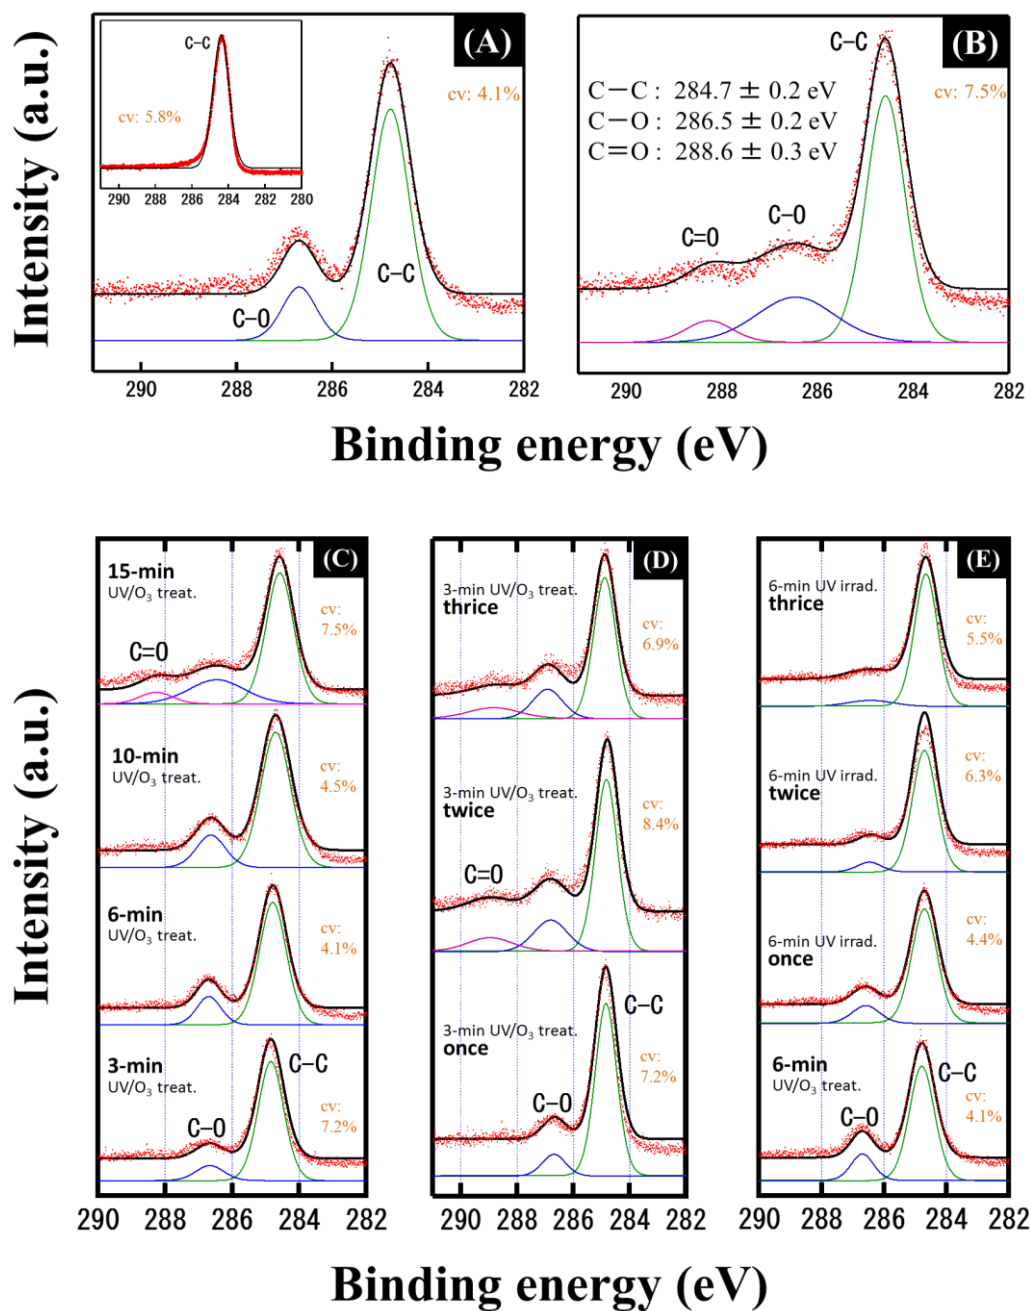 Intensity (a.u.)
(A)
C-C
cv: 5.8%
290 288 286 284 282 280
cv: 4.1%
C-O
C-C
290 288 286 284 282
(B)
C-C
cv: 7.5%
C-C : 284.7 ± 0.2 eV
C-O : 286.5 ± 0.2 eV
C=O : 288.6 ± 0.3 eV
C=O
C-O
290 288 286 284 282
Binding energy (eV)
Intensity (a.u.)
(C)
15-min
UV/O3 treat.
cv:
7.5%
C=O
10-min
UV/O3 treat.
cv:
4.5%
6-min
UV/O3 treat.
cv:
4.1%
3-min
UV/O3 treat.
C-C
C-O
cv:
7.2%
290 288 286 284 282
(D)
3-min UV/O3 treat.
thrice
cv:
6.9%
3-min UV/O3 treat.
twice
cv:
8.4%
C=O
C-C
3-min UV/O3 treat.
once
cv:
7.2%
C-O
290 288 286 284 282
(E)
6-min UV irrad.
thrice
cv:
5.5%
6-min UV irrad.
twice
cv:
6.3%
6-min UV irrad.
once
cv:
4.4%
6-min
UV/O3 treat.
C-C
cv:
4.1%
C-O
290 288 286 284 282
Binding energy (eV)